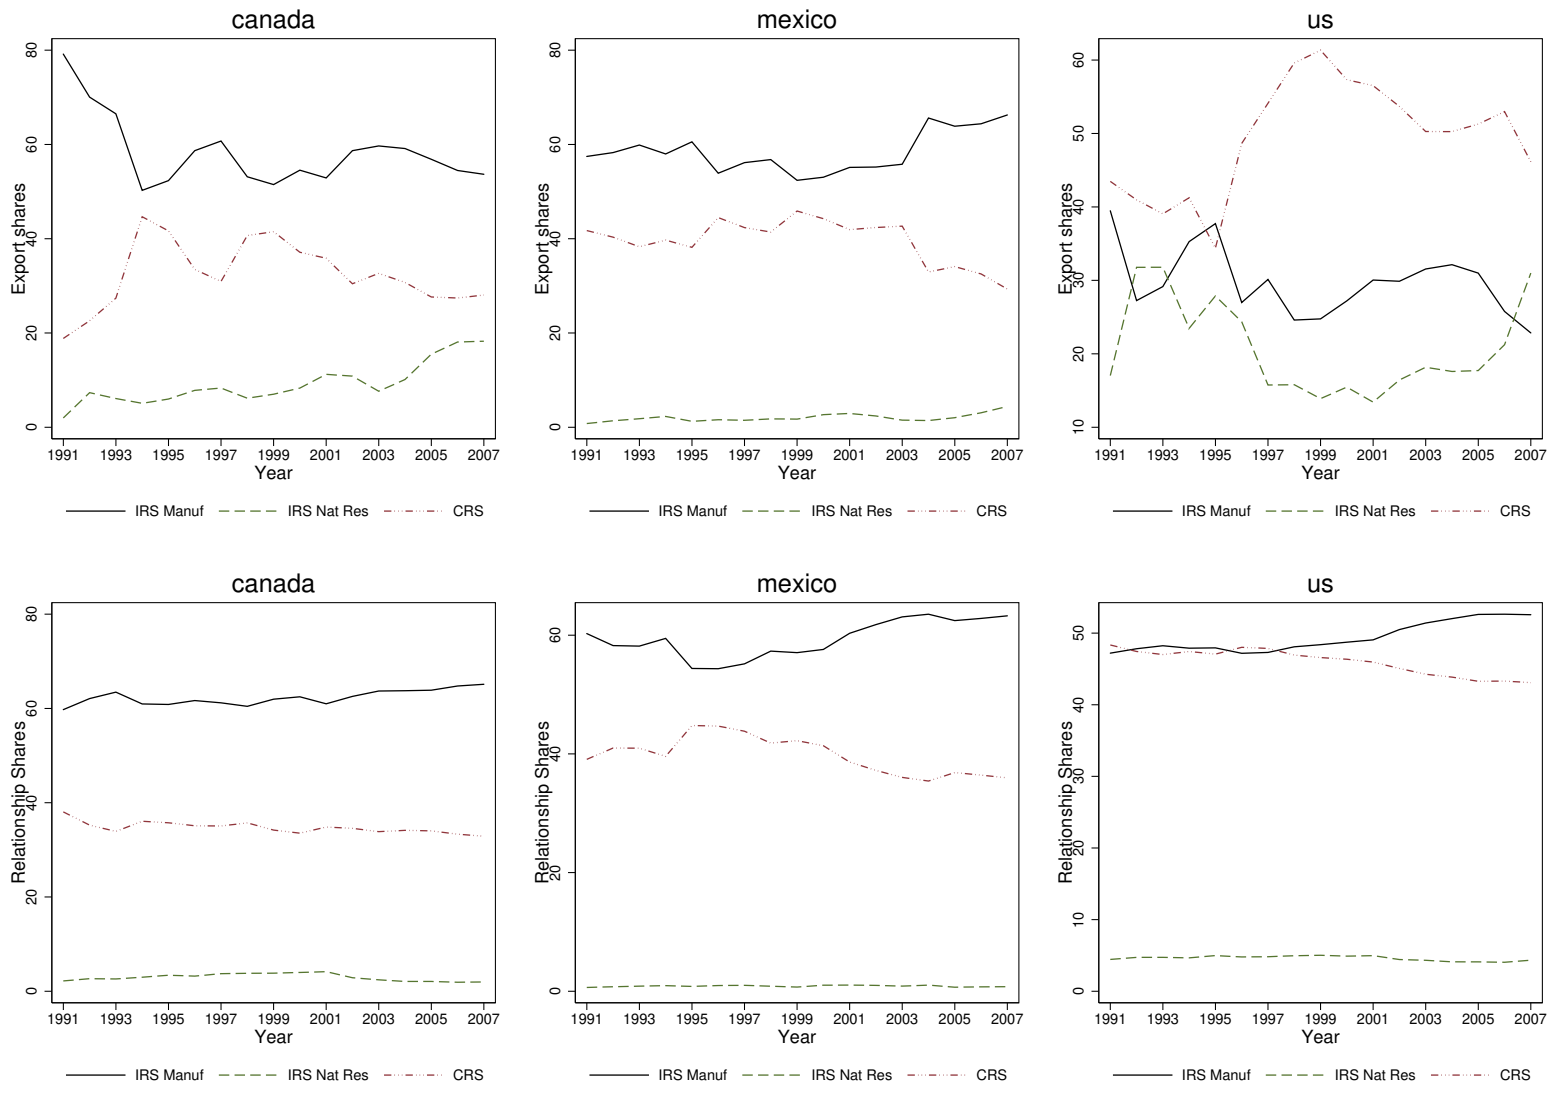 canada
mexico
us
Export shares
0 20 40 60 80
1991 1993 1995 1997 1999 2001 2003 2005 2007
Year
IRS Manuf IRS Nat Res CRS
Export shares
0 20 40 60 80
1991 1993 1995 1997 1999 2001 2003 2005 2007
Year
IRS Manuf IRS Nat Res CRS
Export shares
10 20 30 40 50 60
1991 1993 1995 1997 1999 2001 2003 2005 2007
Year
IRS Manuf IRS Nat Res CRS
canada
mexico
us
Relationship Shares
0 20 40 60 80
1991 1993 1995 1997 1999 2001 2003 2005 2007
Year
IRS Manuf IRS Nat Res CRS
Relationship Shares
0 20 40 60
1991 1993 1995 1997 1999 2001 2003 2005 2007
Year
IRS Manuf IRS Nat Res CRS
Relationship Shares
0 10 20 30 40 50
1991 1993 1995 1997 1999 2001 2003 2005 2007
Year
IRS Manuf IRS Nat Res CRS